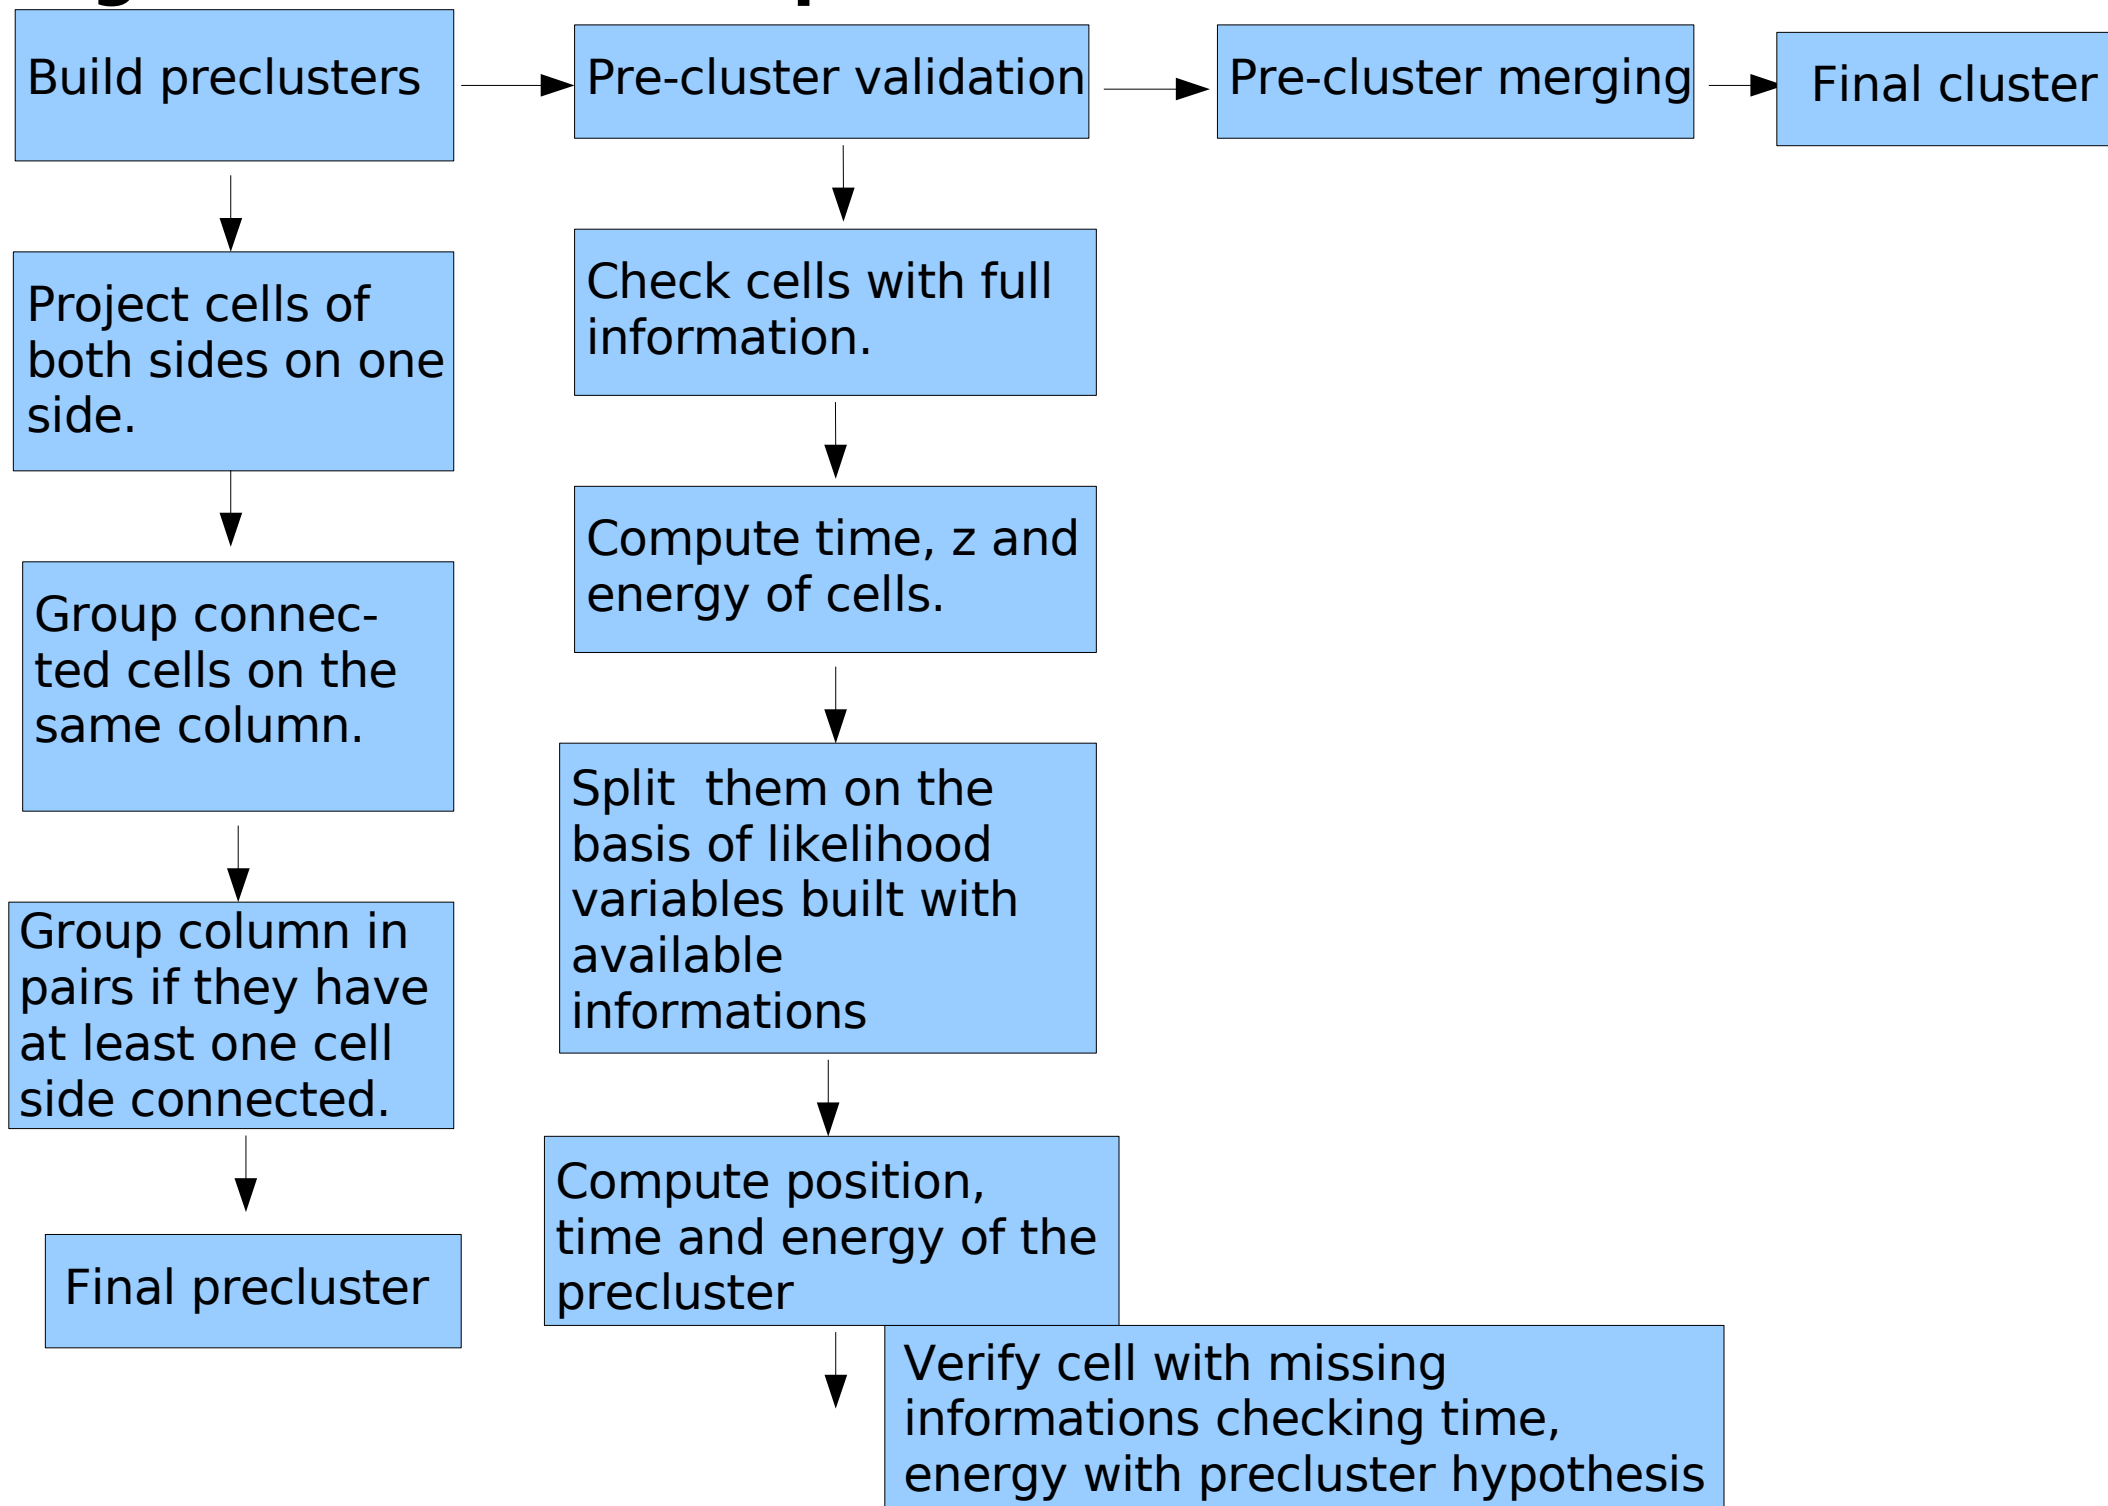 Build preclusters
Pre-cluster validation
Pre-cluster merging
Final cluster
Project cells of
both sides on one
side.
Group connec-
ted cells on the
same column.
Group column in
pairs if they have
at least one cell
side connected.
Final precluster
Check cells with full
information.
Compute time, z and
energy of cells.
Split  them on the
basis of likelihood
variables built with
available
informations
Compute position,
time and energy of the
precluster
Verify cell with missing
informations checking time,
energy with precluster hypothesis